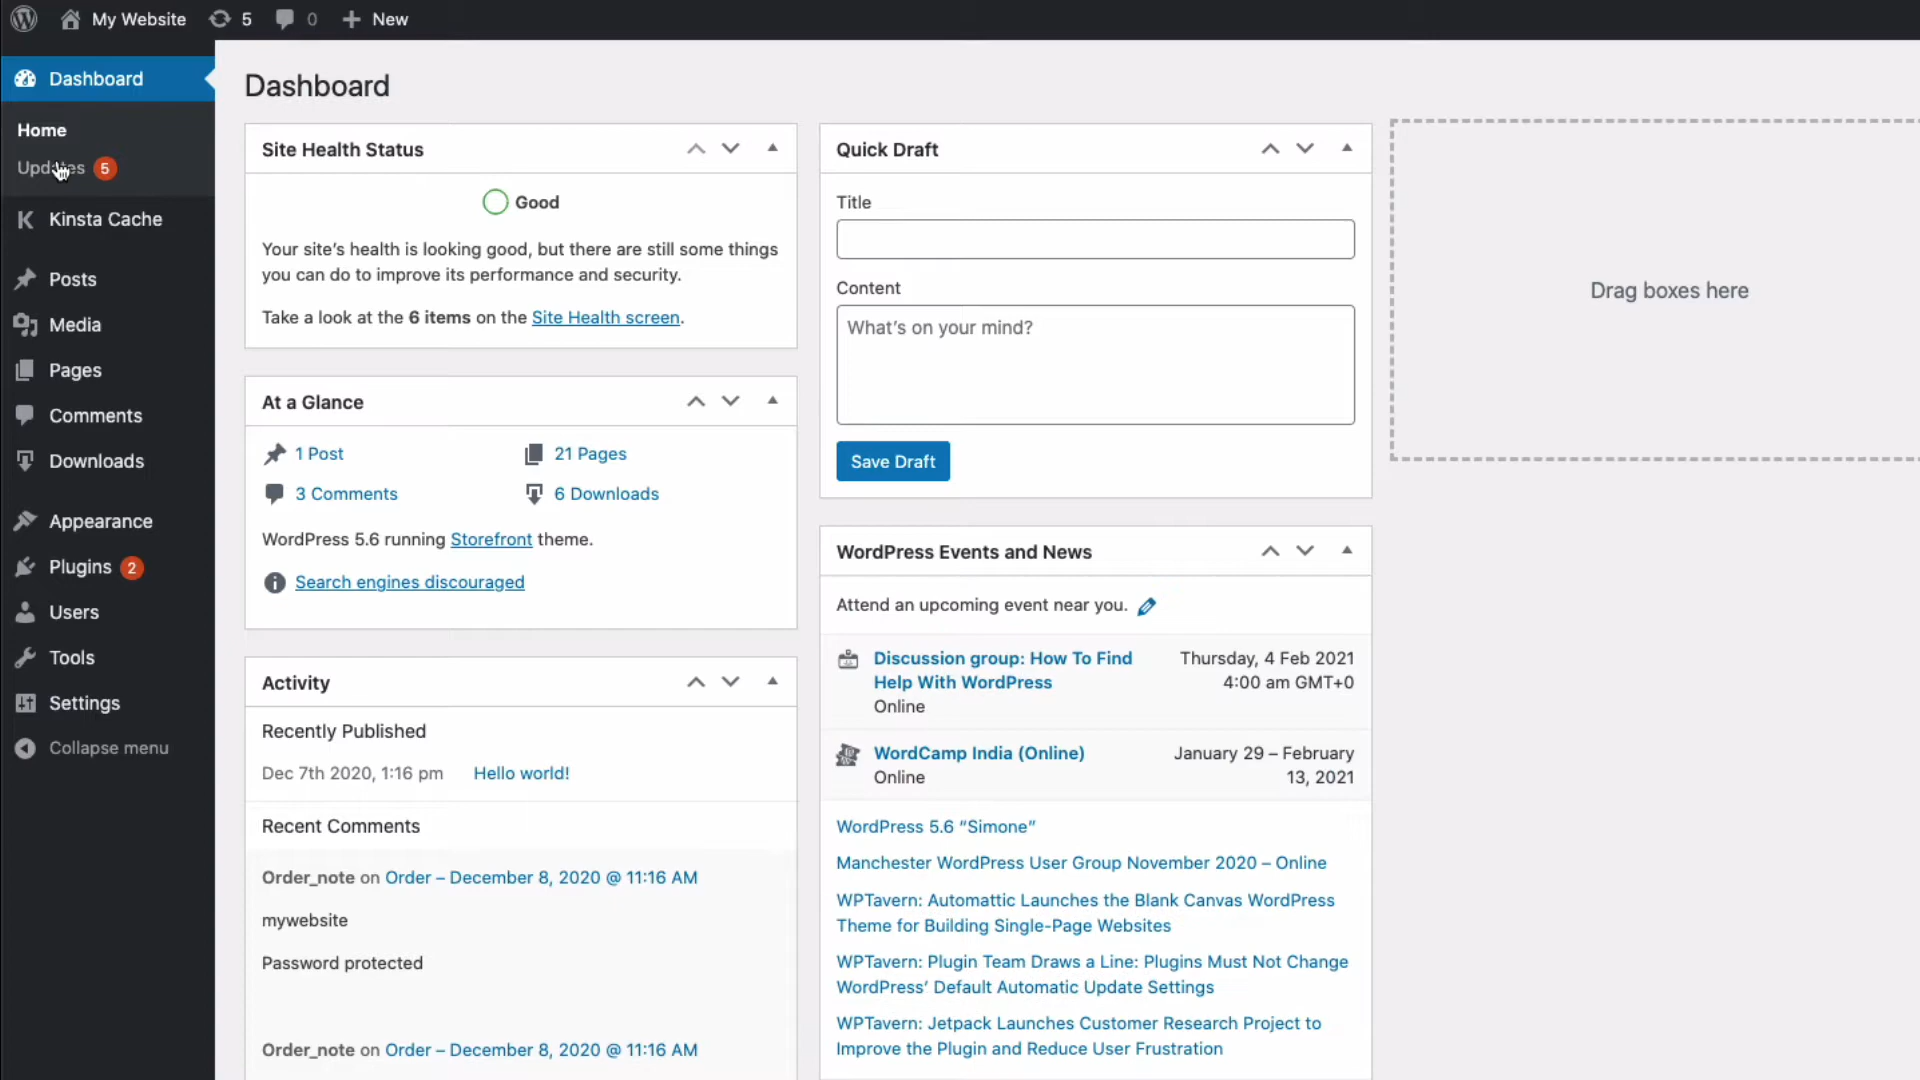 My Website 5 0 New
Dashboard
Home
Updates 5
Kinsta Cache
Posts
Media
Pages
Comments
Downloads
Appearance
Plugins 2
Users
Tools
Settings
Collapse menu
Dashboard
Site Health Status
Good
Your site's health is looking good, but there are still some things
you can do to improve its performance and security.
Take a look at the 6 items on the Site Health screen.
At a Glance
1 Post
21 Pages
3 Comments
6 Downloads
WordPress 5.6 running Storefront theme.
Search engines discouraged
Activity
Recently Published
Dec 7th 2020, 1:16 pm Hello world!
Recent Comments
Order_note on Order – December 8, 2020 @ 11:16 AM
mywebsite
Password protected
Order_note on Order – December 8, 2020 @ 11:16 AM
Quick Draft
Title
Content
What's on your mind?
Save Draft
WordPress Events and News
Attend an upcoming event near you.
Discussion group: How To Find
Help With WordPress
Online
Thursday, 4 Feb 2021
4:00 am GMT+0
WordCamp India (Online)
Online
January 29 – February
13, 2021
WordPress 5.6 “Simone”
Manchester WordPress User Group November 2020 – Online
WPTavern: Automattic Launches the Blank Canvas WordPress
Theme for Building Single-Page Websites
WPTavern: Plugin Team Draws a Line: Plugins Must Not Change
WordPress’ Default Automatic Update Settings
WPTavern: Jetpack Launches Customer Research Project to
Improve the Plugin and Reduce User Frustration
Drag boxes here